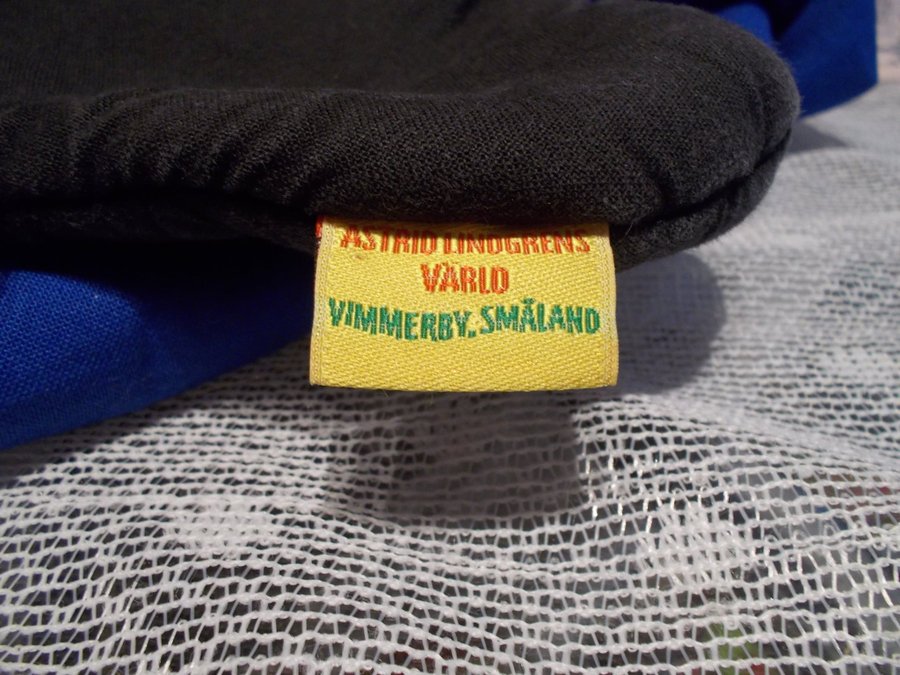 ASTRID LINDGRENS
VÄRLD
VIMMERBY. SMÅLAND